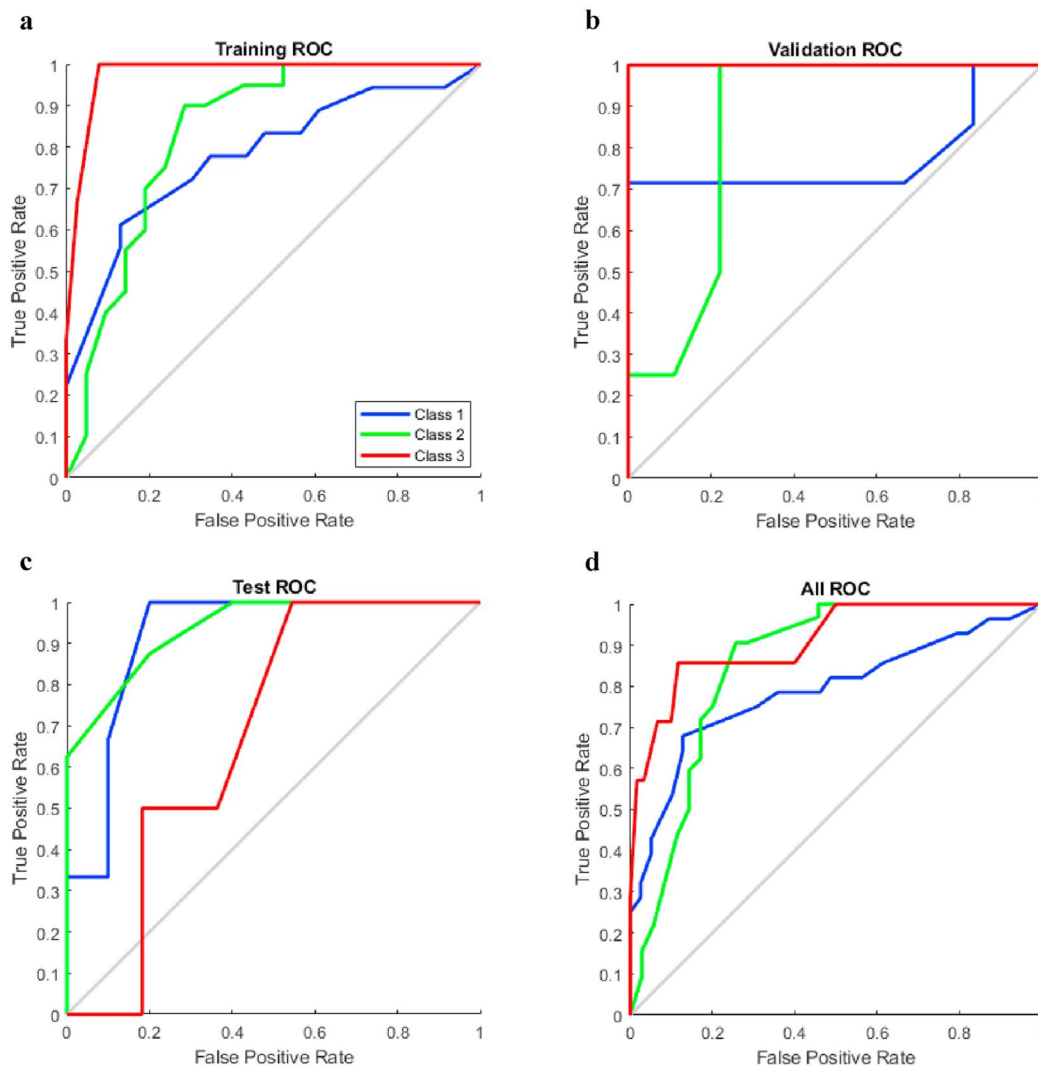 a
Training ROC
1
0.9
0.8
0.7
0.6
0.5
0.4
0.3
0.2
0.1
0
True Positive Rate
Class 1
Class 2
Class 3
0 0.2 0.4 0.6 0.8 1
False Positive Rate
b
Validation ROC
1
0.9
0.8
0.7
0.6
0.5
0.4
0.3
0.2
0.1
0
True Positive Rate
0 0.2 0.4 0.6 0.8
False Positive Rate
c
Test ROC
1
0.9
0.8
0.7
0.6
0.5
0.4
0.3
0.2
0.1
0
True Positive Rate
0 0.2 0.4 0.6 0.8 1
False Positive Rate
d
All ROC
1
0.9
0.8
0.7
0.6
0.5
0.4
0.3
0.2
0.1
0
True Positive Rate
0 0.2 0.4 0.6 0.8
False Positive Rate